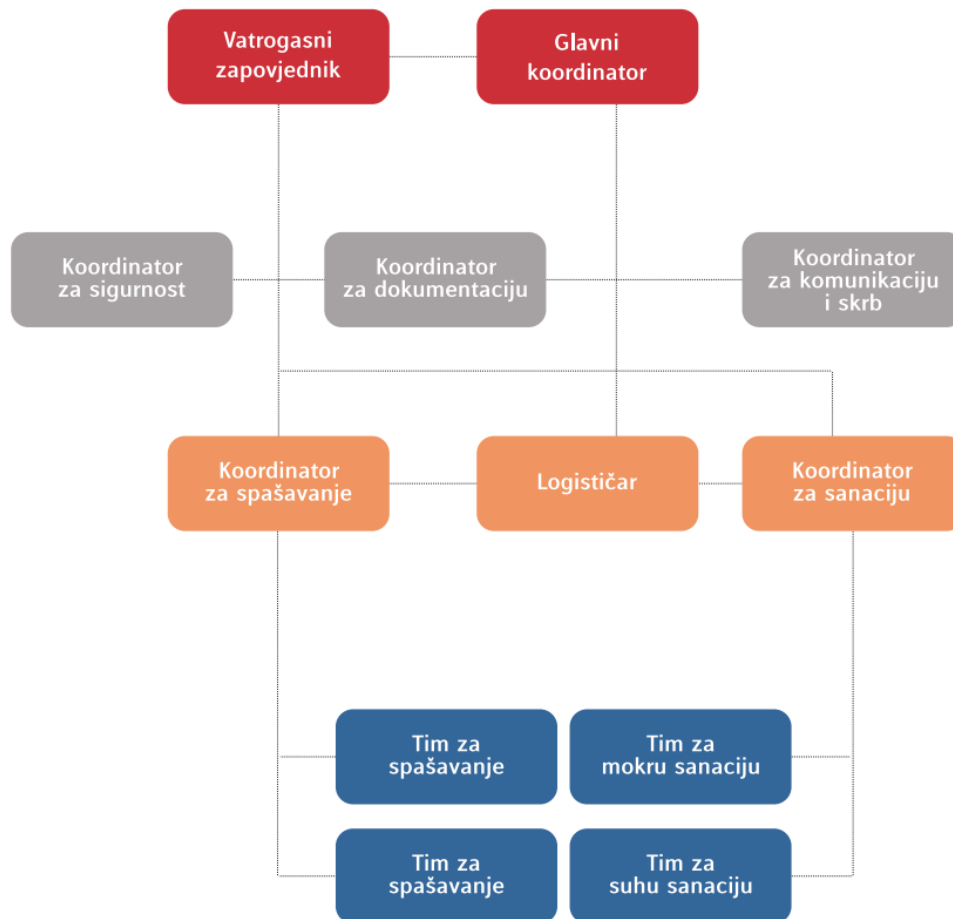 Vatrogasni
zapovjednik
Glavni
koordinator
Koordinator
za sigurnost
Koordinator
za dokumentaciju
Koordinator
za komunikaciju
i skrb
Koordinator
za spašavanje
Logističar
Koordinator
za sanaciju
Tim za
spašavanje
Tim za
mokru sanaciju
Tim za
spašavanje
Tim za
suhu sanaciju